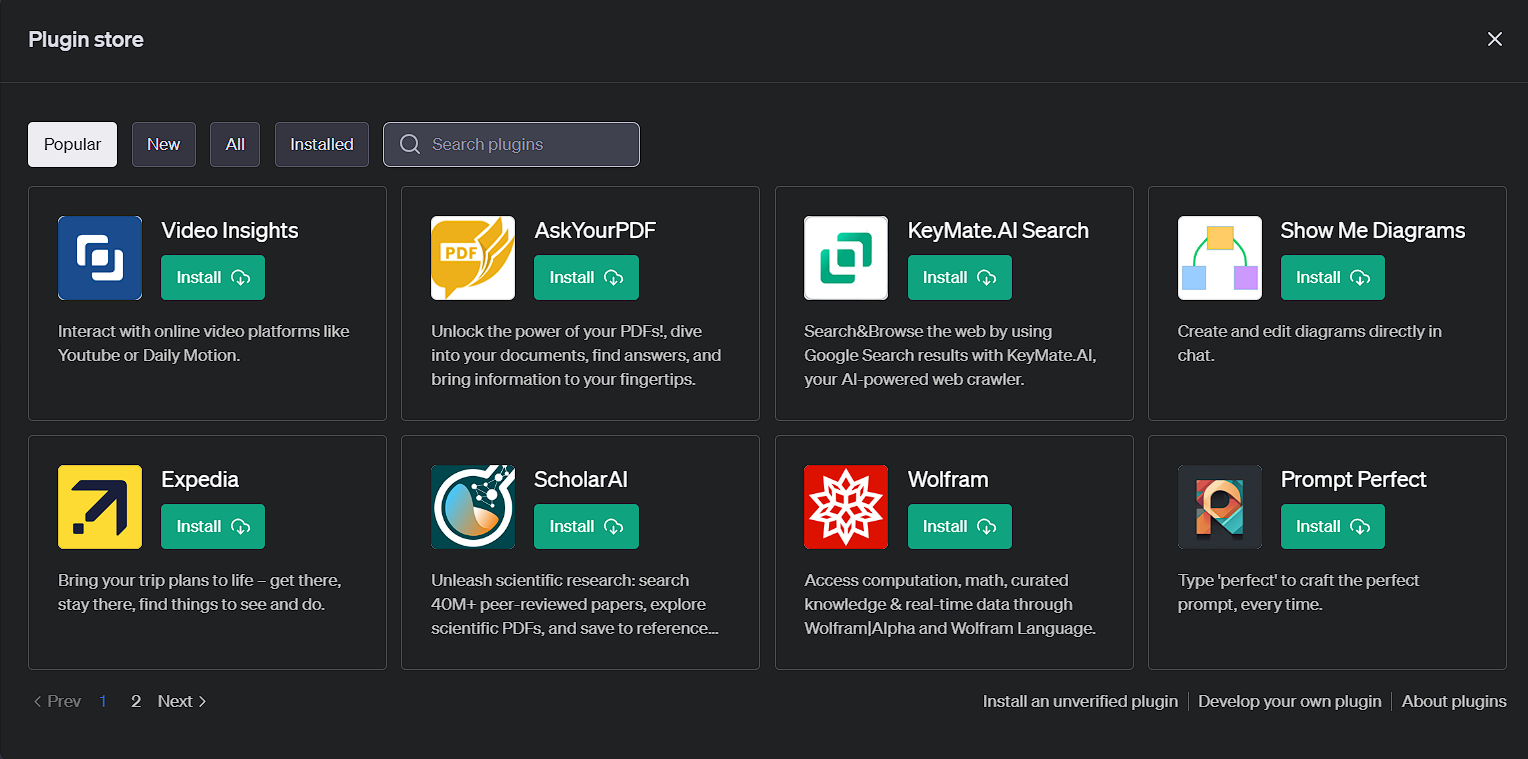 Plugin store
Popular
New
All
Installed
Search plugins
Video Insights
Install
Interact with online video platforms like
Youtube or Daily Motion.
PDF
AskYourPDF
Install
Unlock the power of your PDFs!, dive
into your documents, find answers, and
bring information to your fingertips.
KeyMate.AI Search
Install
Search&Browse the web by using
Google Search results with KeyMate.AI,
your AI-powered web crawler.
Show Me Diagrams
Install
Create and edit diagrams directly in
chat.
Expedia
Install
Bring your trip plans to life – get there,
stay there, find things to see and do.
ScholarAI
Install
Unleash scientific research: search
40M+ peer-reviewed papers, explore
scientific PDFs, and save to reference...
Wolfram
Install
Access computation, math, curated
knowledge & real-time data through
Wolfram|Alpha and Wolfram Language.
Prompt Perfect
Install
Type 'perfect' to craft the perfect
prompt, every time.
Prev 1 2 Next
Install an unverified plugin
Develop your own plugin
About plugins